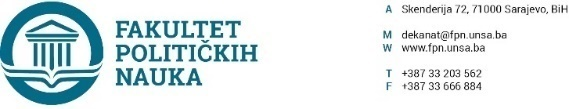 FAKULTET
POLITIČKIH
NAUKA
A Skenderija 72, 71000 Sarajevo, BiH
M dekanat@fpn.unsa.ba
W www.fpn.unsa.ba
T +387 33 203 562
F +387 33 666 884